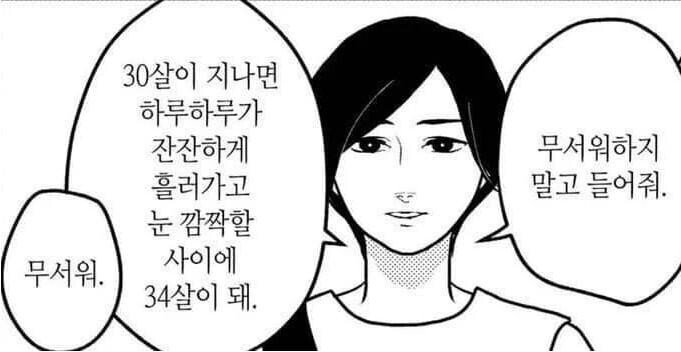 무서워하지
말고 들어줘.
30살이 지나면
하루하루가
잔잔하게
흘러가고
눈 깜짝할
사이에
34살이 돼.
무서워.